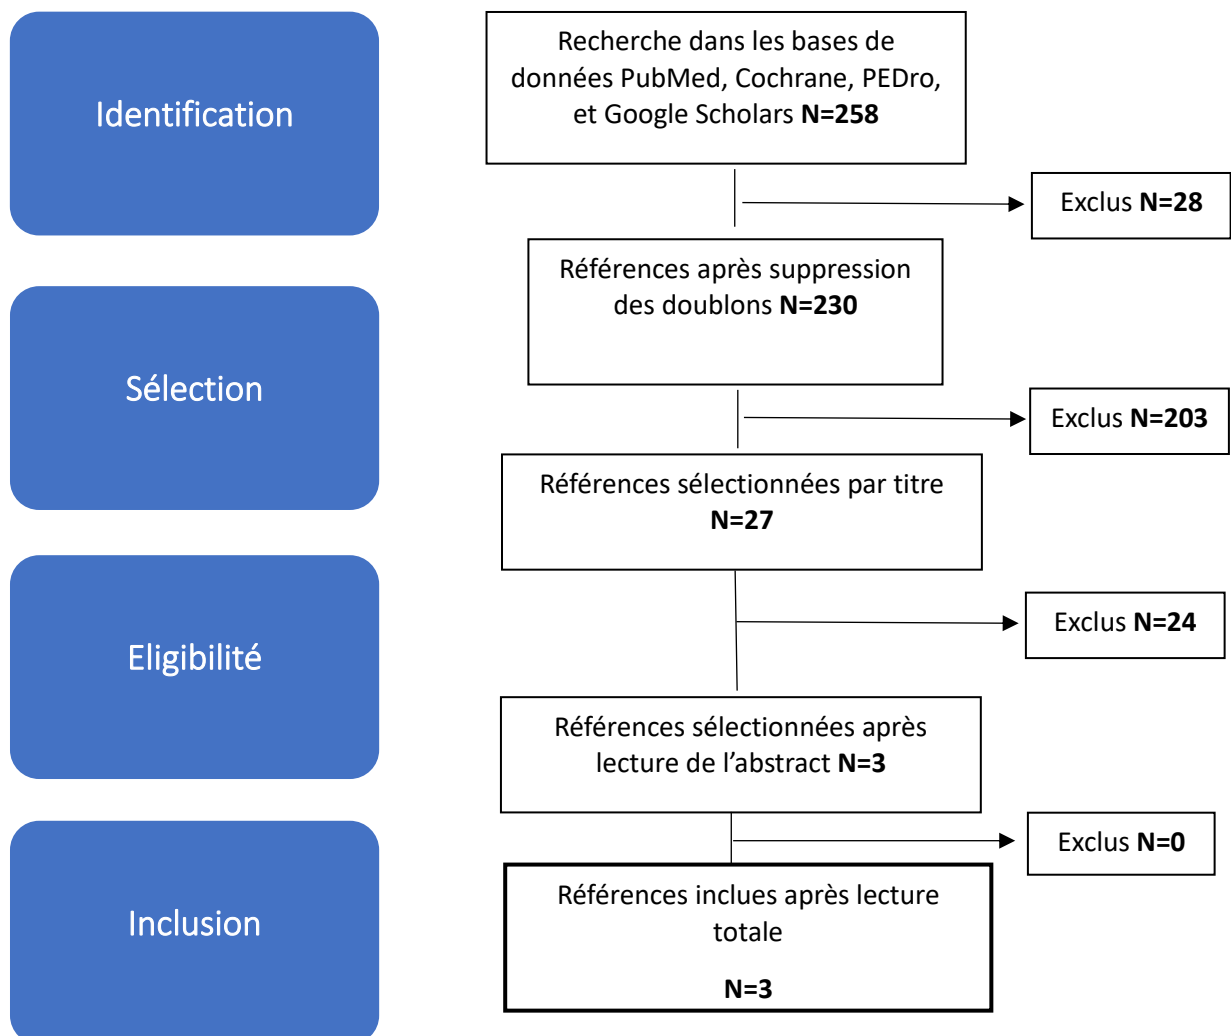 Identification
Recherche dans les bases de
données PubMed, Cochrane, PEDro,
et Google Scholars N=258
Exclus N=28
Références après suppression
des doublons N=230
Sélection
Exclus N=203
Références sélectionnées par titre
N=27
Eligibilité
Exclus N=24
Références sélectionnées après
lecture de l’abstract N=3
Exclus N=0
Inclusion
Références inclues après lecture
totale
N=3